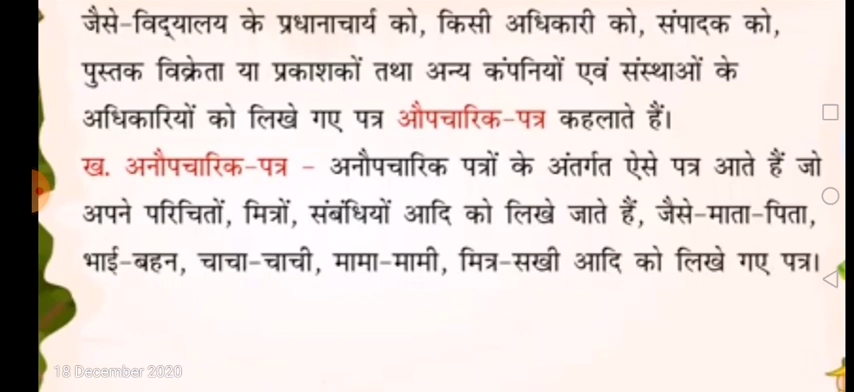 जैसे-विद्यालय के प्रधानाचार्य को, किसी अधिकारी को, संपादक को,
पुस्तक विक्रेता या प्रकाशकों तथा अन्य कंपनियों एवं संस्थाओं के
अधिकारियों को लिखे गए पत्र औपचारिक-पत्र कहलाते हैं।
ख. अनौपचारिक-पत्र - अनौपचारिक पत्रों के अंतर्गत ऐसे पत्र आते हैं जो
अपने परिचितों, मित्रों, संबंधियों आदि को लिखे जाते हैं, जैसे-माता-पिता,
भाई-बहन, चाचा-चाची, मामा-मामी, मित्र-सखी आदि को लिखे गए पत्र।
18 December 2020